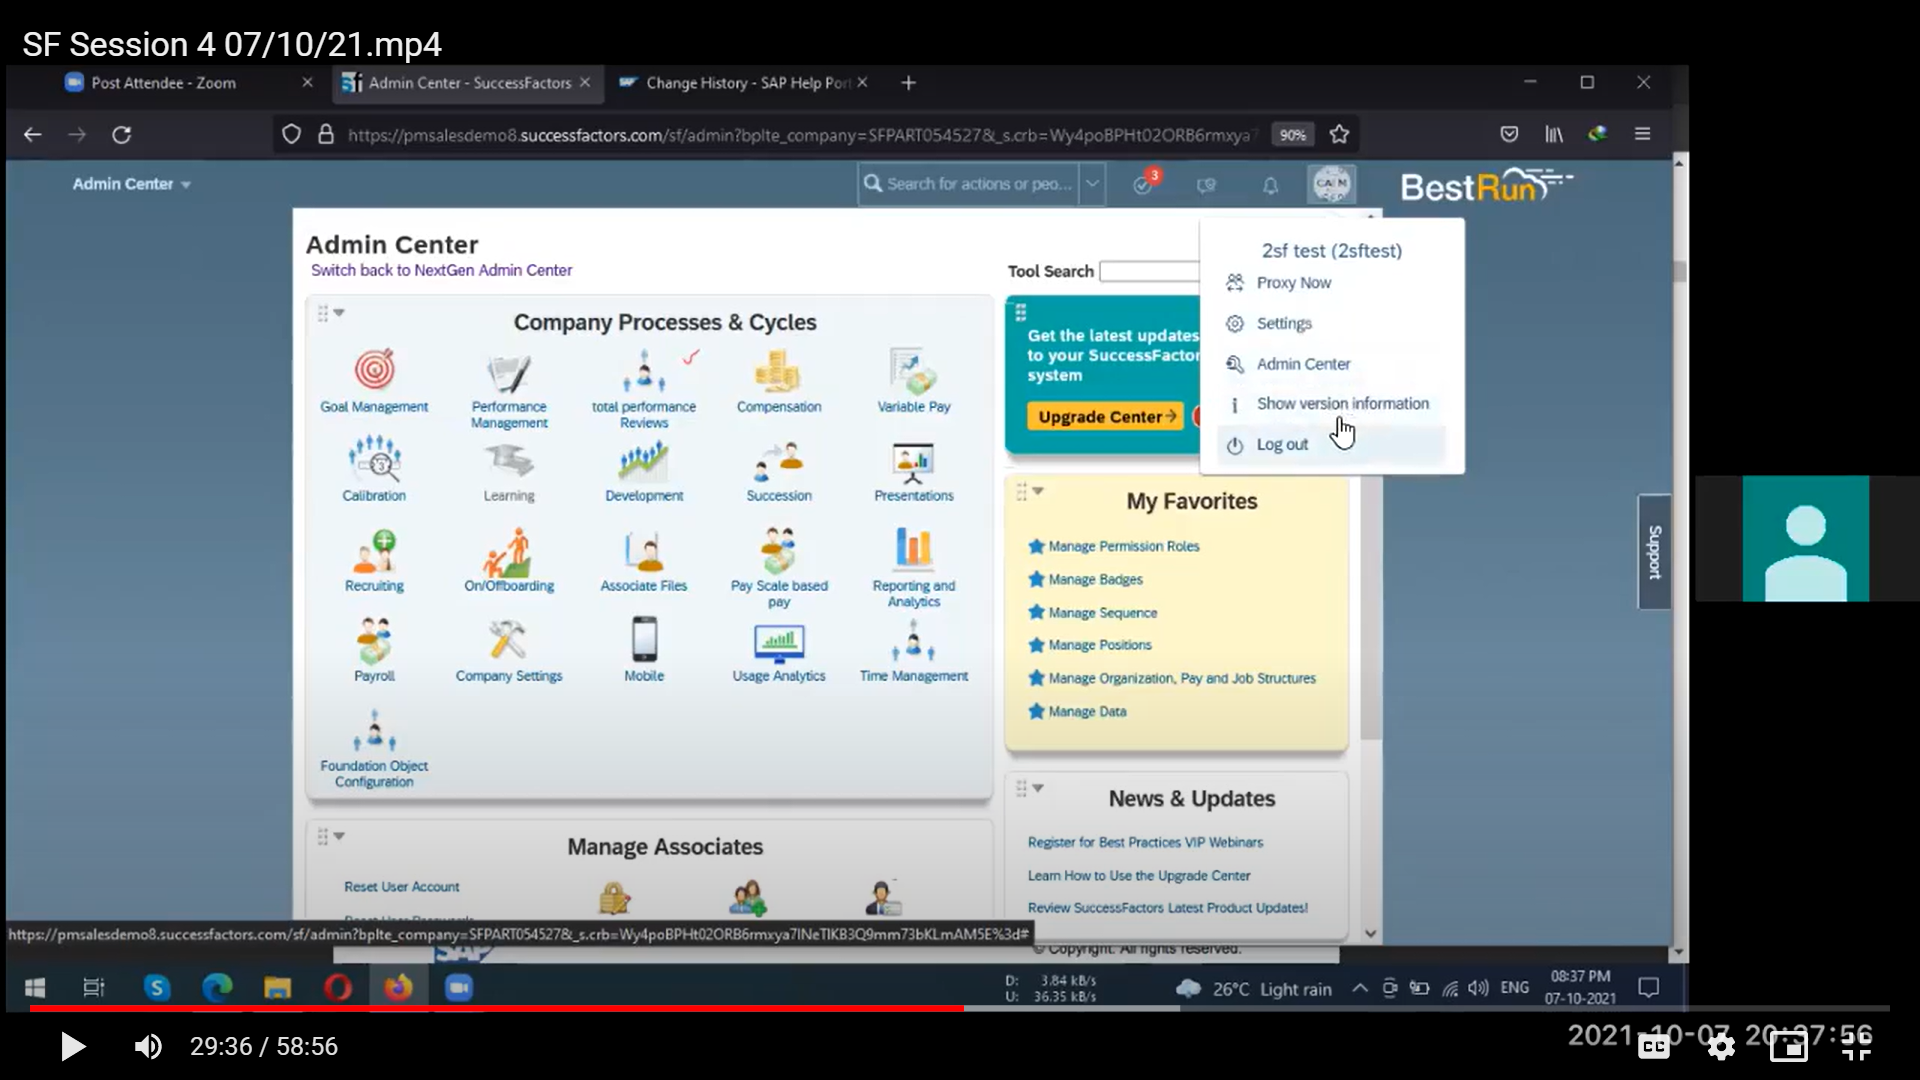 SF Session 4 07/10/21.mp4
Post Attendee - Zoom
Admin Center - SuccessFactors
Change History - SAP Help Port
https://pmsalesdemo8.successfactors.com/sf/admin?bplte_company=SFPART054527&_s.crb=Wy4poBPHt02ORB6rmxya7
90%
Admin Center
Search for actions or peo...
3
BestRun
Admin Center
Switch back to NextGen Admin Center
Tool Search
2sf test (2sftest)
Proxy Now
Settings
Admin Center
Show version information
Log out
Company Processes & Cycles
Goal Management
Performance Management
total performance Reviews
Compensation
Variable Pay
Calibration
Learning
Development
Succession
Presentations
Recruiting
On/Offboarding
Associate Files
Pay Scale based pay
Reporting and Analytics
Payroll
Company Settings
Mobile
Usage Analytics
Time Management
Foundation Object Configuration
Get the latest updates
to your SuccessFactor
system
Upgrade Center
My Favorites
Manage Permission Roles
Manage Badges
Manage Sequence
Manage Positions
Manage Organization, Pay and Job Structures
Manage Data
Support
News & Updates
Register for Best Practices VIP Webinars
Learn How to Use the Upgrade Center
Review SuccessFactors Latest Product Updates!
Manage Associates
Reset User Account
https://pmsalesdemo8.successfactors.com/sf/admin?bplte_company=SFPART054527&_s.crb=Wy4poBPHt02ORB6rmxya7lNeTlKB3Q9mm73bKLmAM5E%3d#
SAP
© Copyright. All rights reserved.
D: 3.84 kB/s
U: 36.35 kB/s
26°C Light rain
ENG
08:37 PM
07-10-2021
29:36 / 58:56
2021-10-07 20:37:56
CC